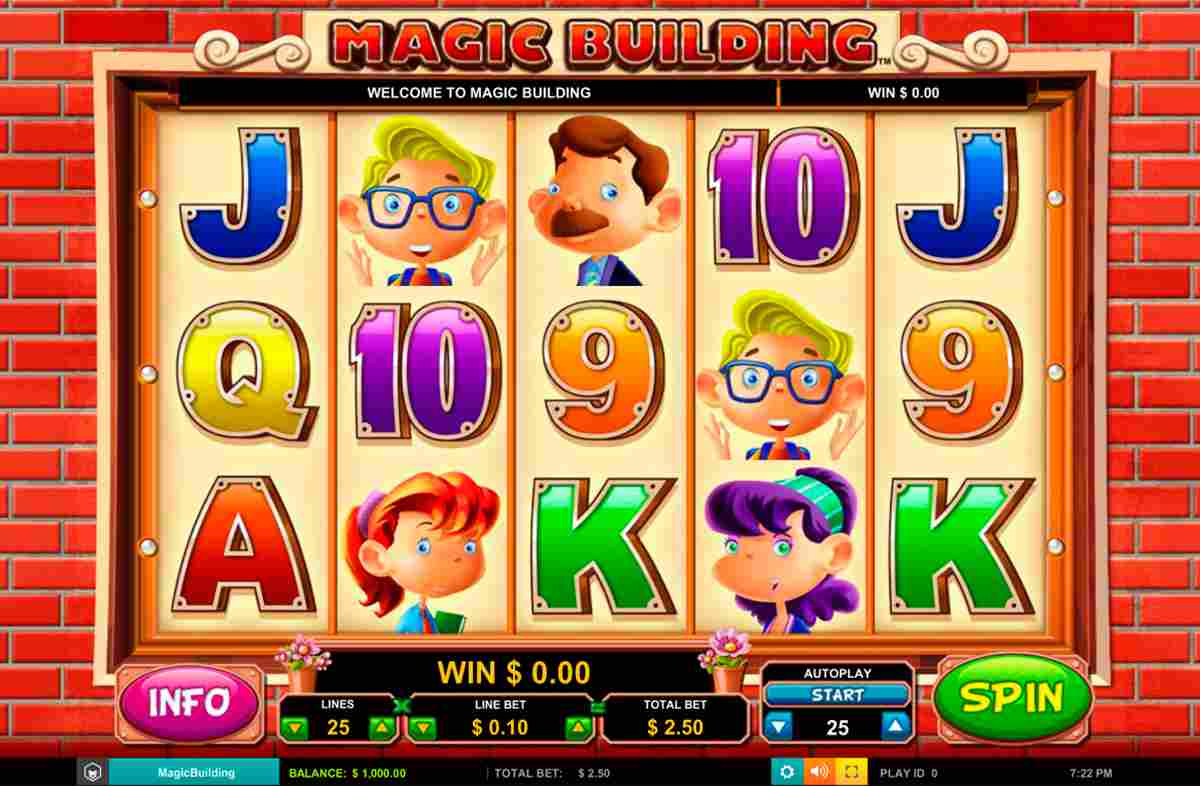 MAGIC BUILDING™
WELCOME TO MAGIC BUILDING WIN $ 0.00
J 10 J
Q 10 9 9
A K K
WIN $ 0.00
INFO
LINES
25
LINE BET
$ 0.10
TOTAL BET
$ 2.50
AUTOPLAY
START
25
SPIN
MagicBuilding BALANCE: $ 1,000.00 TOTAL BET: $ 2.50 PLAY ID 0 7:22 PM